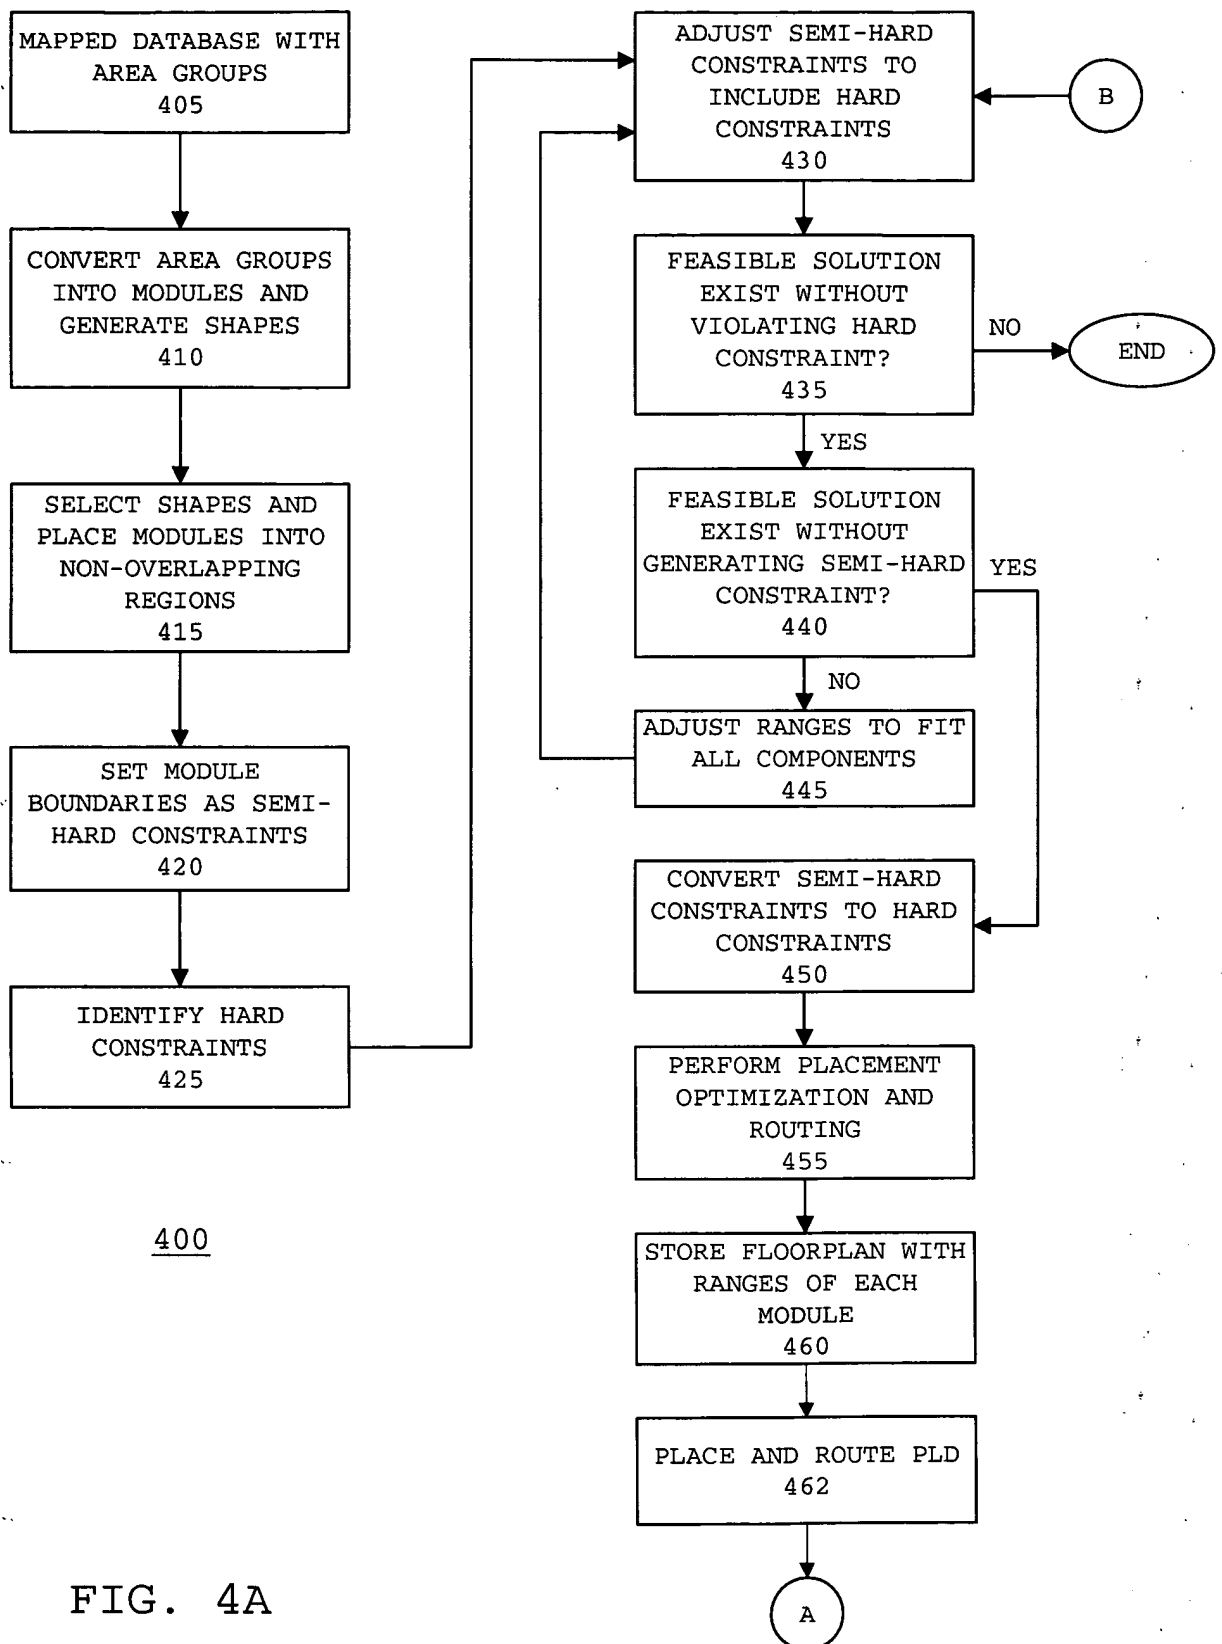 MAPPED DATABASE WITH
AREA GROUPS
405
CONVERT AREA GROUPS
INTO MODULES AND
GENERATE SHAPES
410
SELECT SHAPES AND
PLACE MODULES INTO
NON-OVERLAPPING
REGIONS
415
SET MODULE
BOUNDARIES AS SEMI-
HARD CONSTRAINTS
420
IDENTIFY HARD
CONSTRAINTS
425
400
FIG. 4A
ADJUST SEMI-HARD
CONSTRAINTS TO
INCLUDE HARD
CONSTRAINTS
430
B
FEASIBLE SOLUTION
EXIST WITHOUT
VIOLATING HARD
CONSTRAINT?
435
NO
END
YES
FEASIBLE SOLUTION
EXIST WITHOUT
GENERATING SEMI-HARD
CONSTRAINT?
440
YES
NO
ADJUST RANGES TO FIT
ALL COMPONENTS
445
CONVERT SEMI-HARD
CONSTRAINTS TO HARD
CONSTRAINTS
450
PERFORM PLACEMENT
OPTIMIZATION AND
ROUTING
455
STORE FLOORPLAN WITH
RANGES OF EACH
MODULE
460
PLACE AND ROUTE PLD
462
A